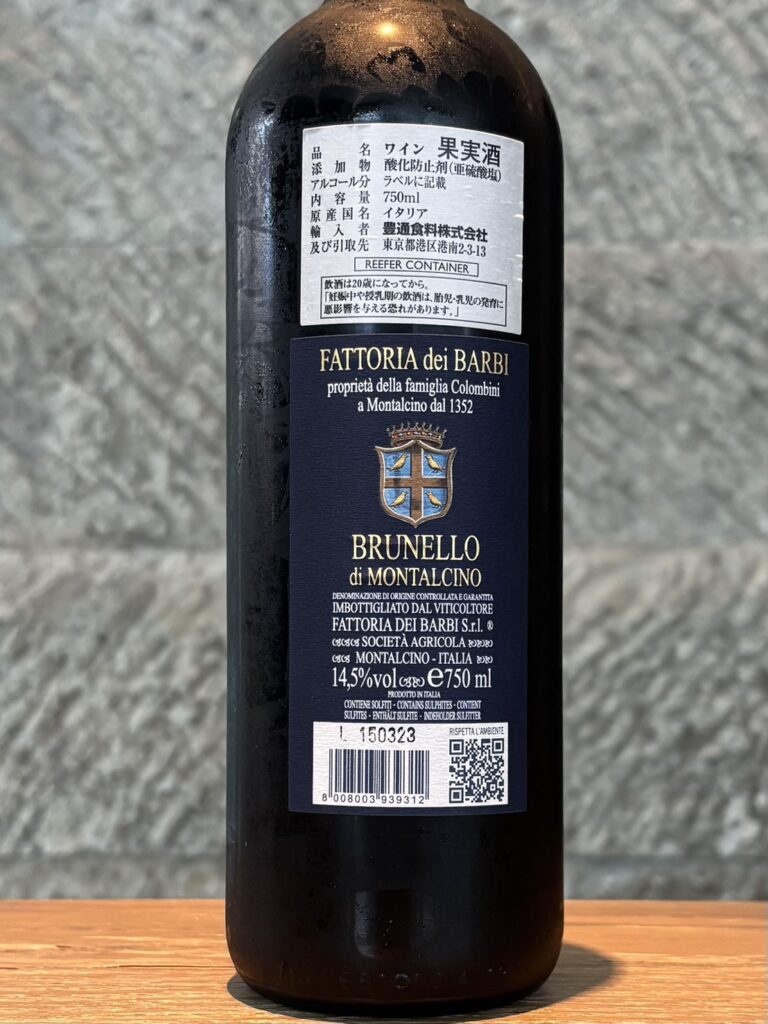 品名 ワイン 果実酒
添加物 酸化防止剤(亜硫酸塩)
アルコール分 ラベルに記載
内容量 750ml
原産国名 イタリア
輸入者 豊通食料株式会社
及び引取先 東京都港区港南2-3-13
REEFER CONTAINER
飲酒は20歳になってから。
「妊娠中や授乳期の飲酒は、胎児・乳児の発育に
悪影響を与える恐れがあります。」
FATTORIA dei BARBI
proprietà della famiglia Colombini
a Montalcino dal 1352
BRUNELLO
di MONTALCINO
DENOMINAZIONE DI ORIGINE CONTROLLATA E GARANTITA
IMBOTTIGLIATO DAL VITICOLTORE
FATTORIA DEI BARBI S.r.l. ®
SOCIETÀ AGRICOLA
MONTALCINO - ITALIA
14,5%vol e750 ml
PRODOTTO IN ITALIA
CONTIENE SOLFITI - CONTAINS SULPHITES - CONTIENT
SULFITES - ENTHÄLT SULFITE - INDEHOLDER SULFITTER
L 150323
RISPETTA L'AMBIENTE
8 008003 939312